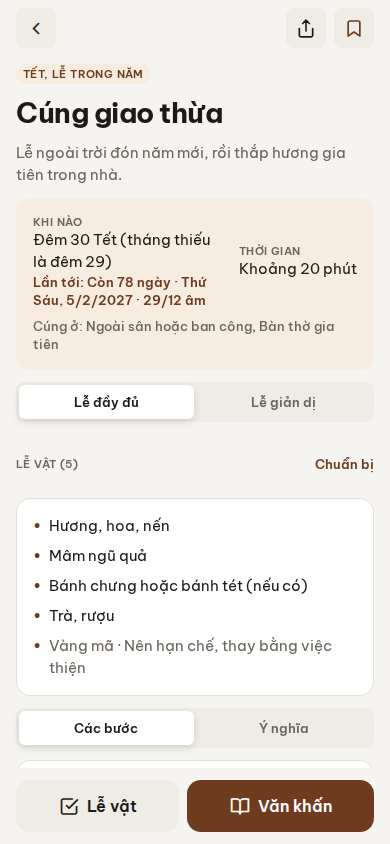 TẾT, LỄ TRONG NĂM
Cúng giao thừa
Lễ ngoài trời đón năm mới, rồi thắp hương gia
tiên trong nhà.
KHI NÀO
Đêm 30 Tết (tháng thiếu
là đêm 29)
Lần tới: Còn 78 ngày · Thứ
Sáu, 5/2/2027 · 29/12 âm
THỜI GIAN
Khoảng 20 phút
Cúng ở: Ngoài sân hoặc ban công, Bàn thờ gia
tiên
Lễ đầy đủ
Lễ giản dị
LỄ VẬT (5)
Chuẩn bị
• Hương, hoa, nến
• Mâm ngũ quả
• Bánh chưng hoặc bánh tét (nếu có)
• Trà, rượu
• Vàng mã · Nên hạn chế, thay bằng việc
thiện
Các bước
Ý nghĩa
Lễ vật
Văn khấn